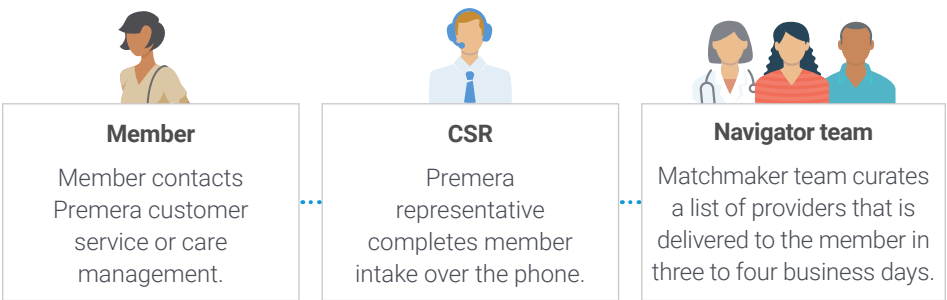 Member
Member contacts
Premera customer
service or care
management.
CSR
Premera
representative
completes member
intake over the phone.
Navigator team
Matchmaker team curates
a list of providers that is
delivered to the member in
three to four business days.